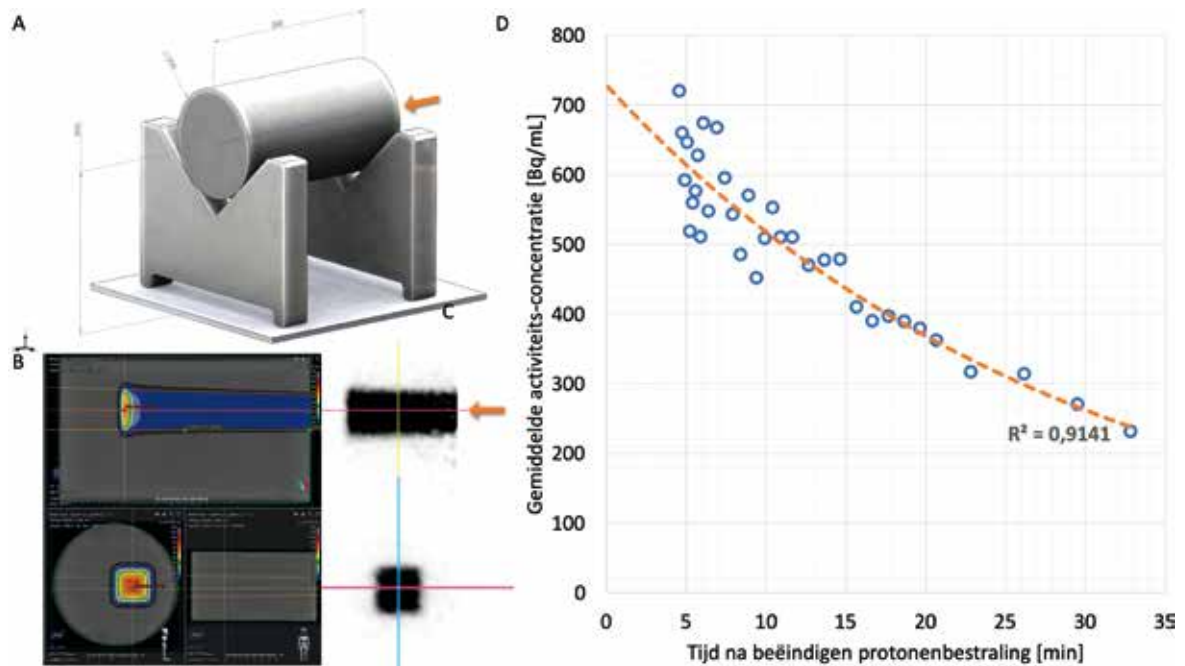 A
B
C
D
Gemiddelde activiteits-concentratie [Bq/mL]
800
700
600
500
400
300
200
100
0
R² = 0,9141
0 5 10 15 20 25 30 35
Tijd na beëindigen protonenbestraling [min]